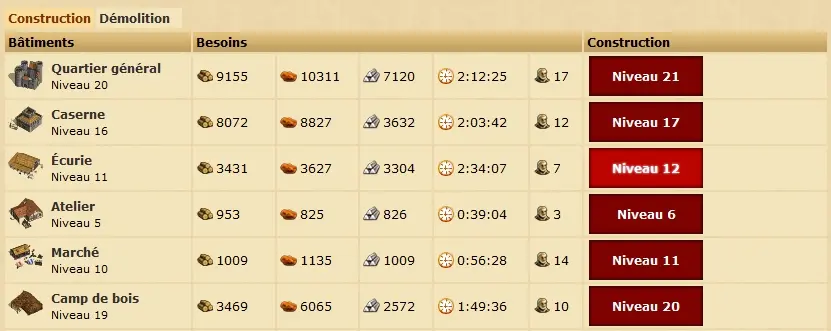 Construction Démolition
Bâtiments Besoins Construction
Quartier général 9155 10311 7120 2:12:25 17 Niveau 21
Niveau 20
Caserne 8072 8827 3632 2:03:42 12 Niveau 17
Niveau 16
Écurie 3431 3627 3304 2:34:07 7 Niveau 12
Niveau 11
Atelier 953 825 826 0:39:04 3 Niveau 6
Niveau 5
Marché 1009 1135 1009 0:56:28 14 Niveau 11
Niveau 10
Camp de bois 3469 6065 2572 1:49:36 10 Niveau 20
Niveau 19